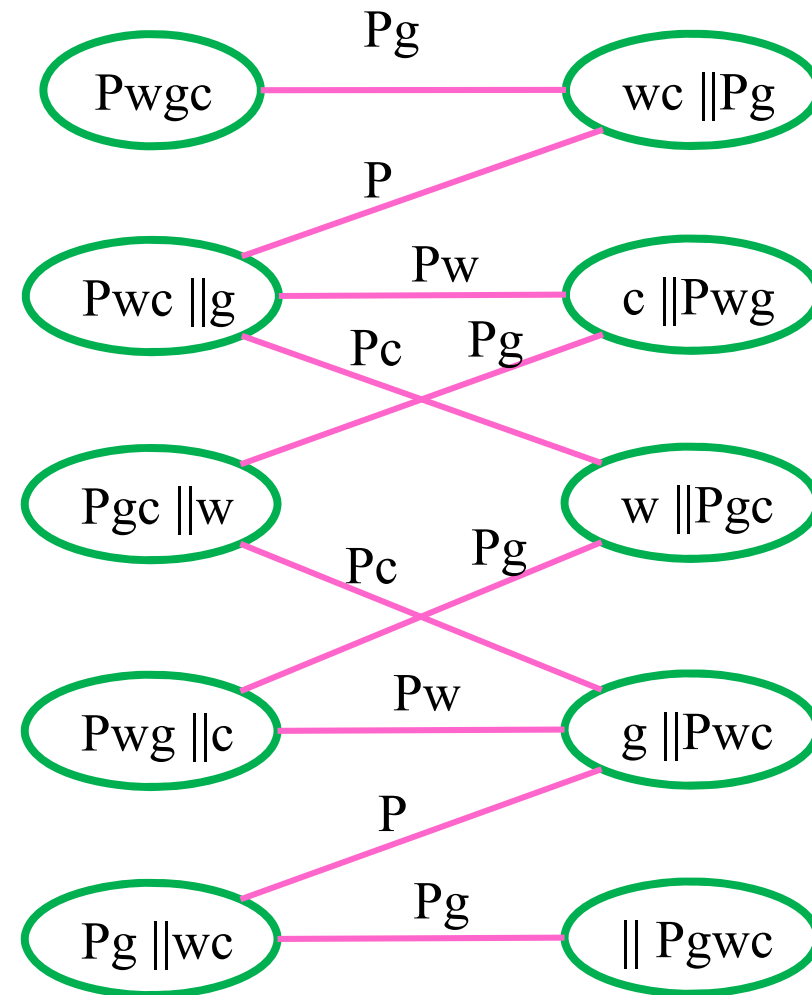 Pg
Pwgc
wc ||Pg
P
Pw
Pwc ||g
c ||Pwg
Pc
Pg
Pgc ||w
w ||Pgc
Pc
Pg
Pw
Pwg ||c
g ||Pwc
P
Pg
Pg ||wc
|| Pgwc